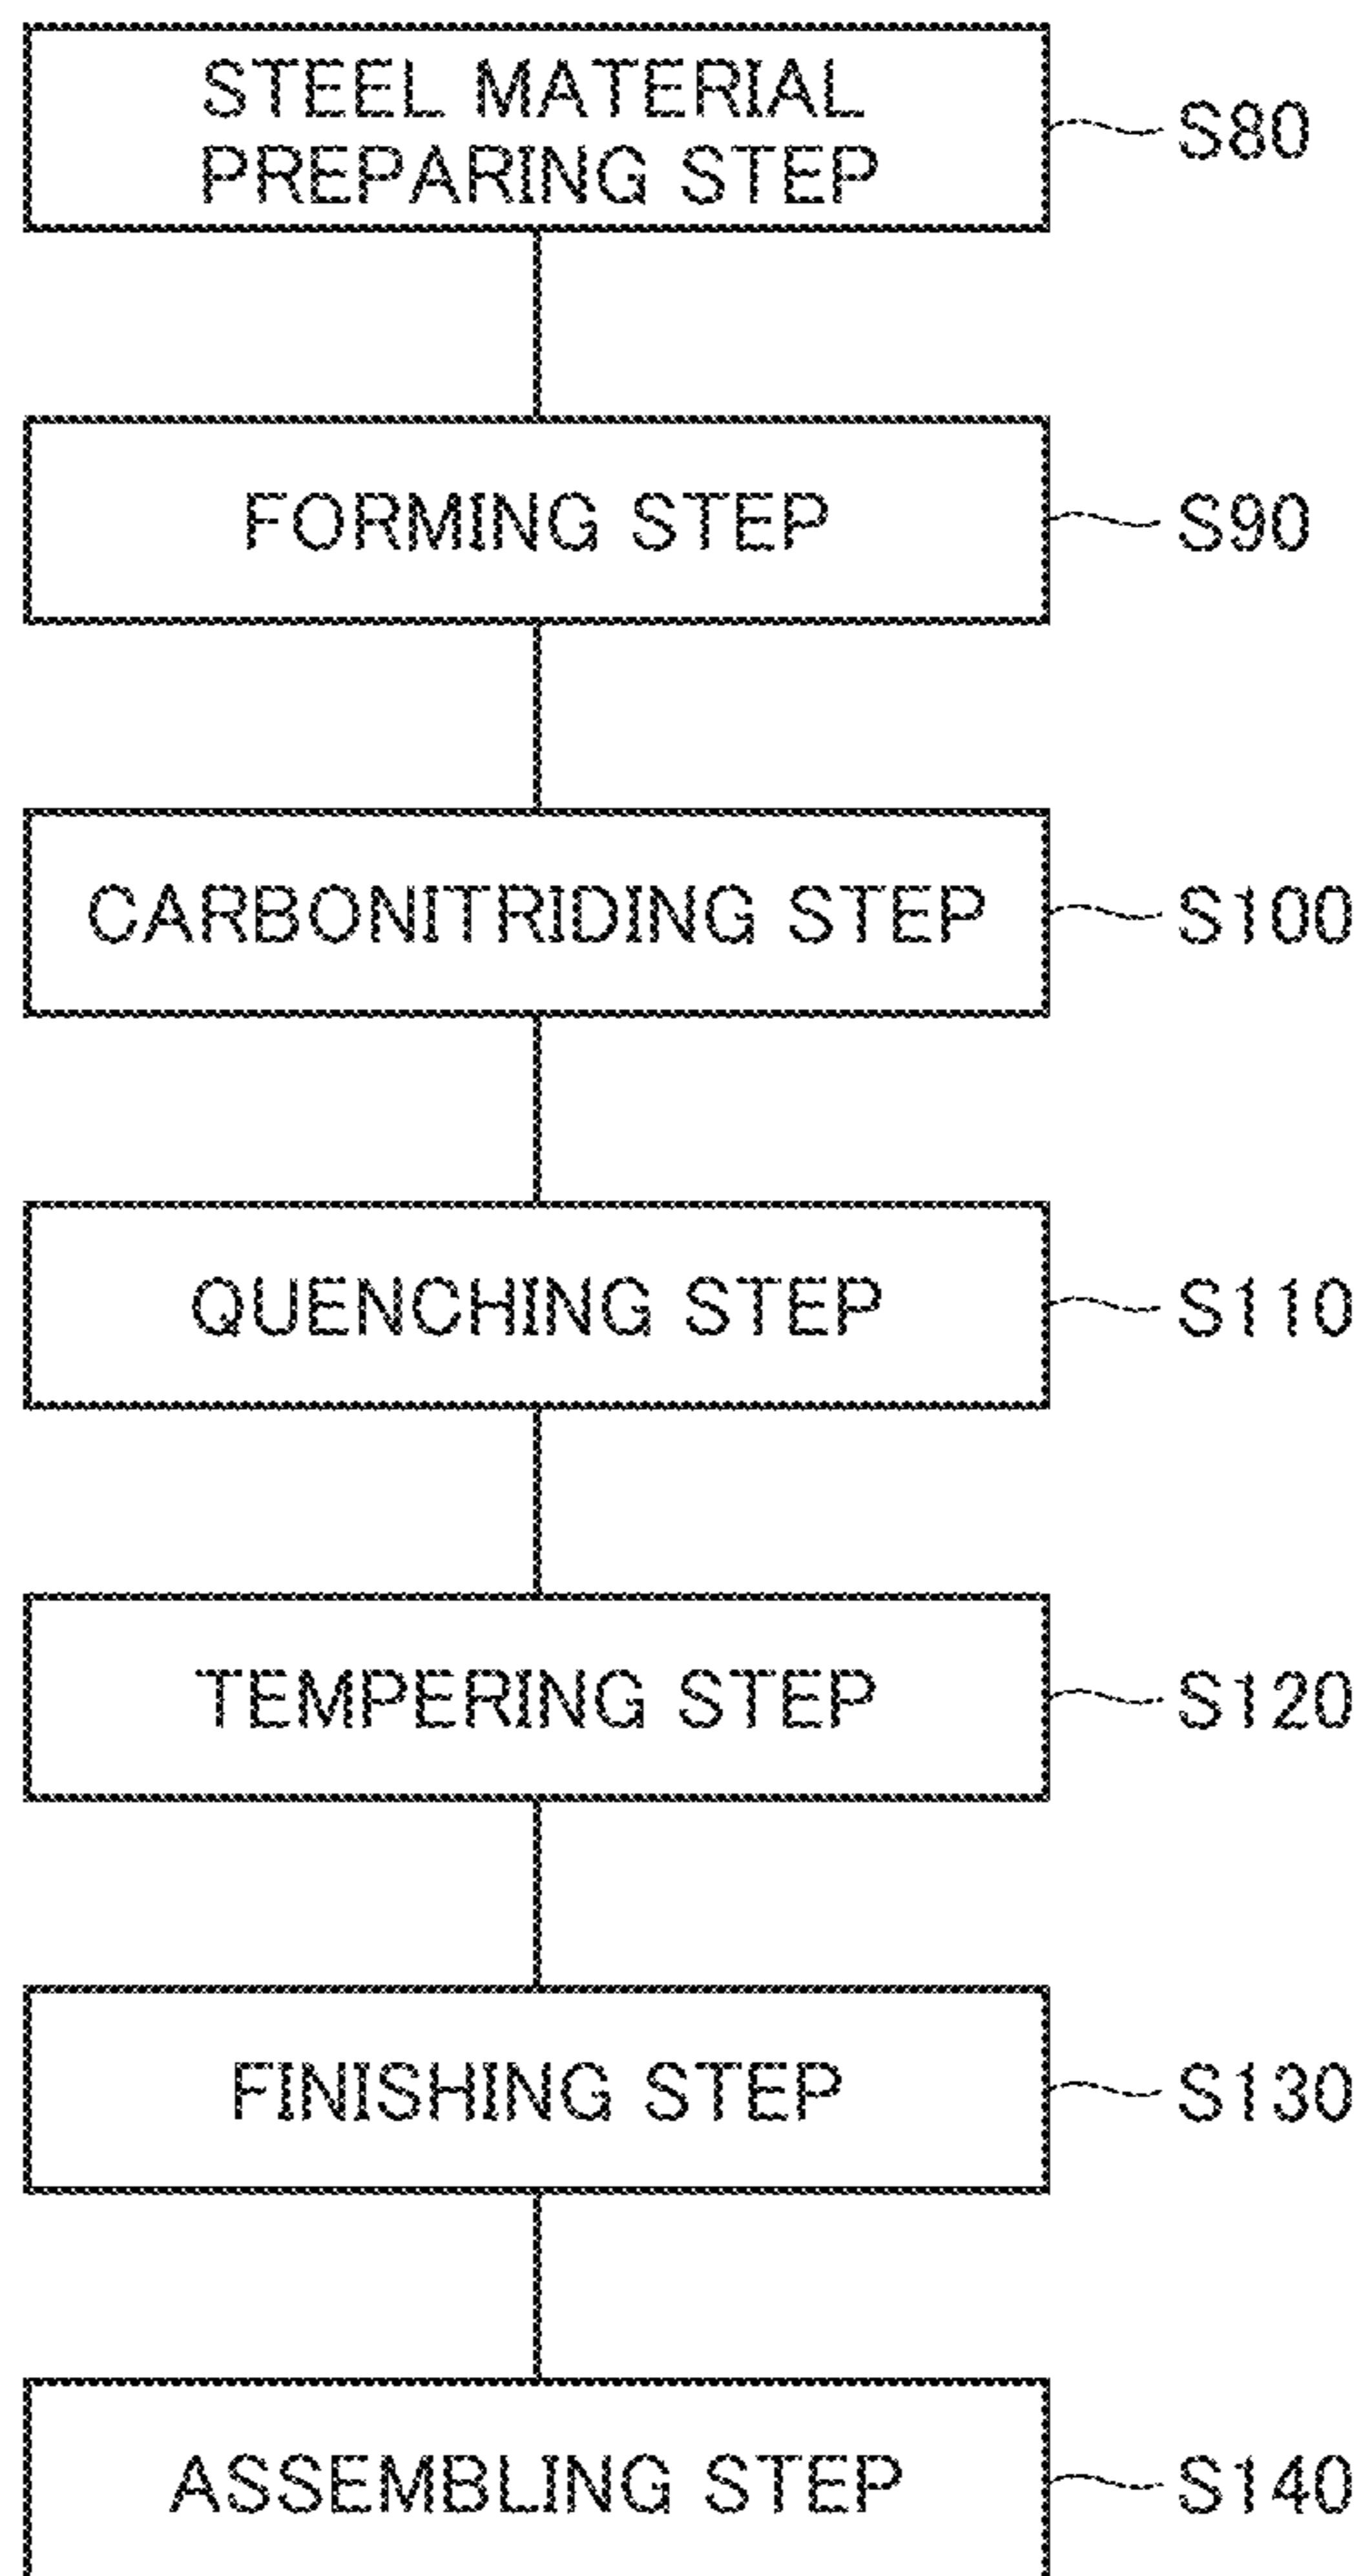 STEEL MATERIAL
PREPARING STEP
S80
FORMING STEP
S90
CARBONITRIDING STEP
S100
QUENCHING STEP
S110
TEMPERING STEP
S120
FINISHING STEP
S130
ASSEMBLING STEP
S140